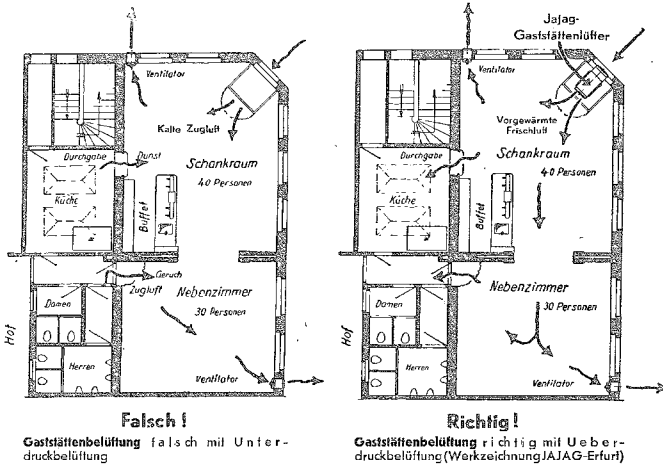 Ventilator
Kalte Zugluft
Durchgabe
Dunst
Schankraum
40 Personen
Küche
Buffet
Geruch
Zugluft
Nebenzimmer
30 Personen
Damen
Hof
Herren
Ventilator
Falsch!
Gaststättenbelüftung falsch mit Unter-
druckbelüftung
Jajag-
Gaststättenlüfter
Ventilator
Vorgewärmte
Frischluft
Durchgabe
Schankraum
40 Personen
Küche
Buffet
Nebenzimmer
30 Personen
Damen
Hof
Herren
Ventilator
Richtig!
Gaststättenbelüftung richtig mit Ueber-
druckbelüftung (Werkzeichnung JAJAG-Erfurt)